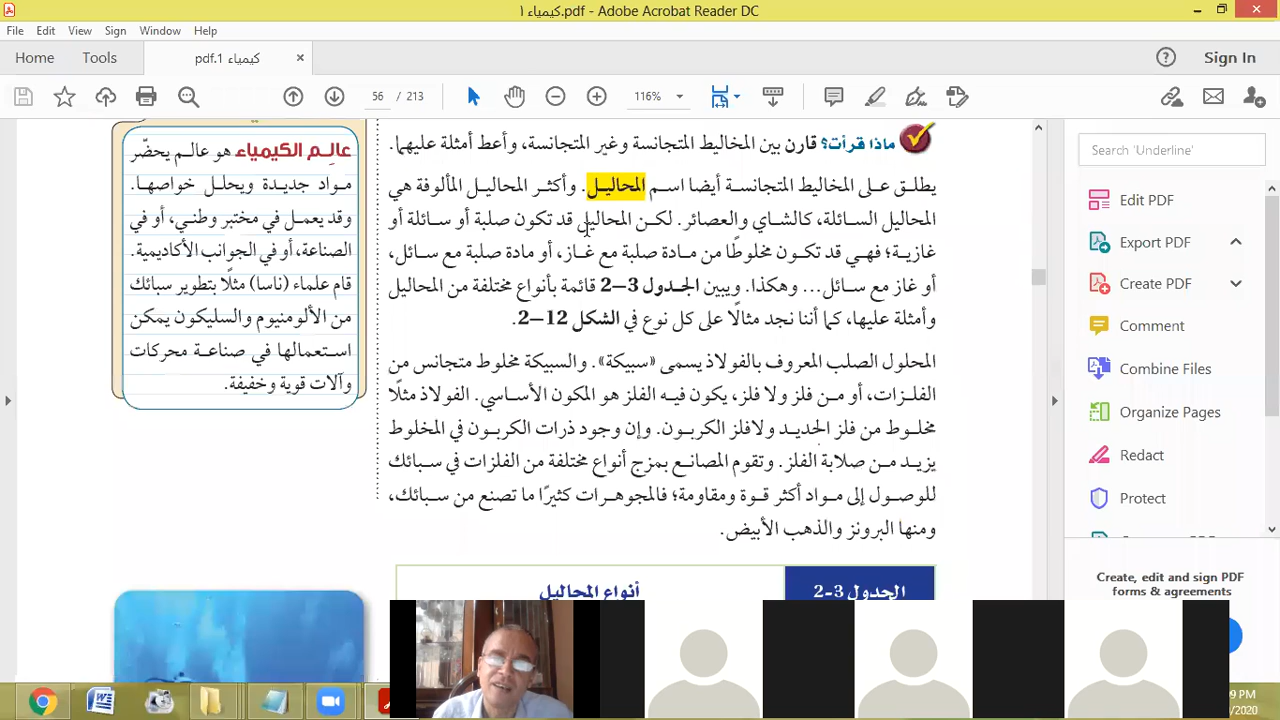 كيمياء ١.pdf - Adobe Acrobat Reader DC
File Edit View Sign Window Help
Home Tools كيمياء 1.pdf × Sign In
56 / 213 116%
ماذا قرأت؟ قارن بين المخاليط المتجانسة وغير المتجانسة، وأعط أمثلة عليهما.
يطلق على المخاليط المتجانسة أيضا اسم المحاليل. وأكثر المحاليل المألوفة هي
المحاليل السائلة، كالشاي والعصائر. لكن المحاليل قد تكون صلبة أو سائلة أو
غازية؛ فهي قد تكون مخلوطًا من مادة صلبة مع غاز، أو مادة صلبة مع سائل،
أو غاز مع سائل... وهكذا. ويبين الجدول 3–2 قائمة بأنواع مختلفة من المحاليل
وأمثلة عليها، كما أننا نجد مثالًا على كل نوع في الشكل 12–2.
المحلول الصلب المعروف بالفولاذ يسمى «سبيكة». والسبيكة مخلوط متجانس من
الفلزات، أو من فلز ولا فلز، يكون فيه الفلز هو المكون الأساسي. الفولاذ مثلًا
مخلوط من فلز الحديد ولافلز الكربون. وإن وجود ذرات الكربون في المخلوط
يزيد من صلابة الفلز. وتقوم المصانع بمزج أنواع مختلفة من الفلزات في سبائك
للوصول إلى مواد أكثر قوة ومقاومة؛ فالمجوهرات كثيرًا ما تصنع من سبائك،
ومنها البرونز والذهب الأبيض.
الجدول 3-2 أنواع المحاليل
عالِم الكيمياء هو عالم يحضّر
مواد جديدة ويحلل خواصها.
وقد يعمل في مختبر وطني، أو في
الصناعة، أو في الجوانب الأكاديمية.
قام علماء (ناسا) مثلًا بتطوير سبائك
من الألومنيوم والسليكون يمكن
استعمالها في صناعة محركات
وآلات قوية وخفيفة.
Search 'Underline'
Edit PDF
Export PDF
Create PDF
Comment
Combine Files
Organize Pages
Redact
Protect
Create, edit and sign PDF
forms & agreements